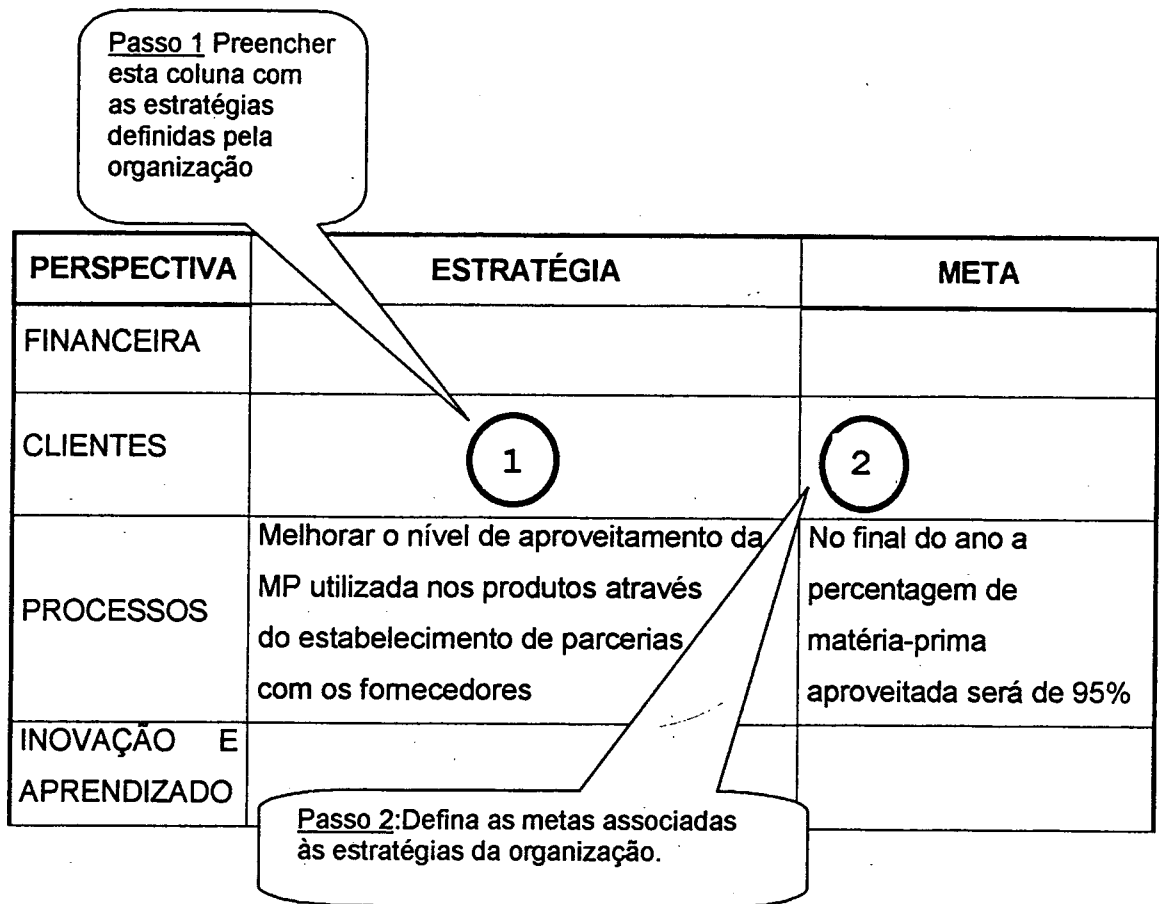 Passo 1 Preencher
esta coluna com
as estratégias
definidas pela
organização
PERSPECTIVA ESTRATÉGIA META
FINANCEIRA
CLIENTES 1 2
PROCESSOS
Melhorar o nível de aproveitamento da
MP utilizada nos produtos através
do estabelecimento de parcerias
com os fornecedores
No final do ano a
percentagem de
matéria-prima
aproveitada será de 95%
INOVAÇÃO E
APRENDIZADO
Passo 2:Defina as metas associadas
às estratégias da organização.